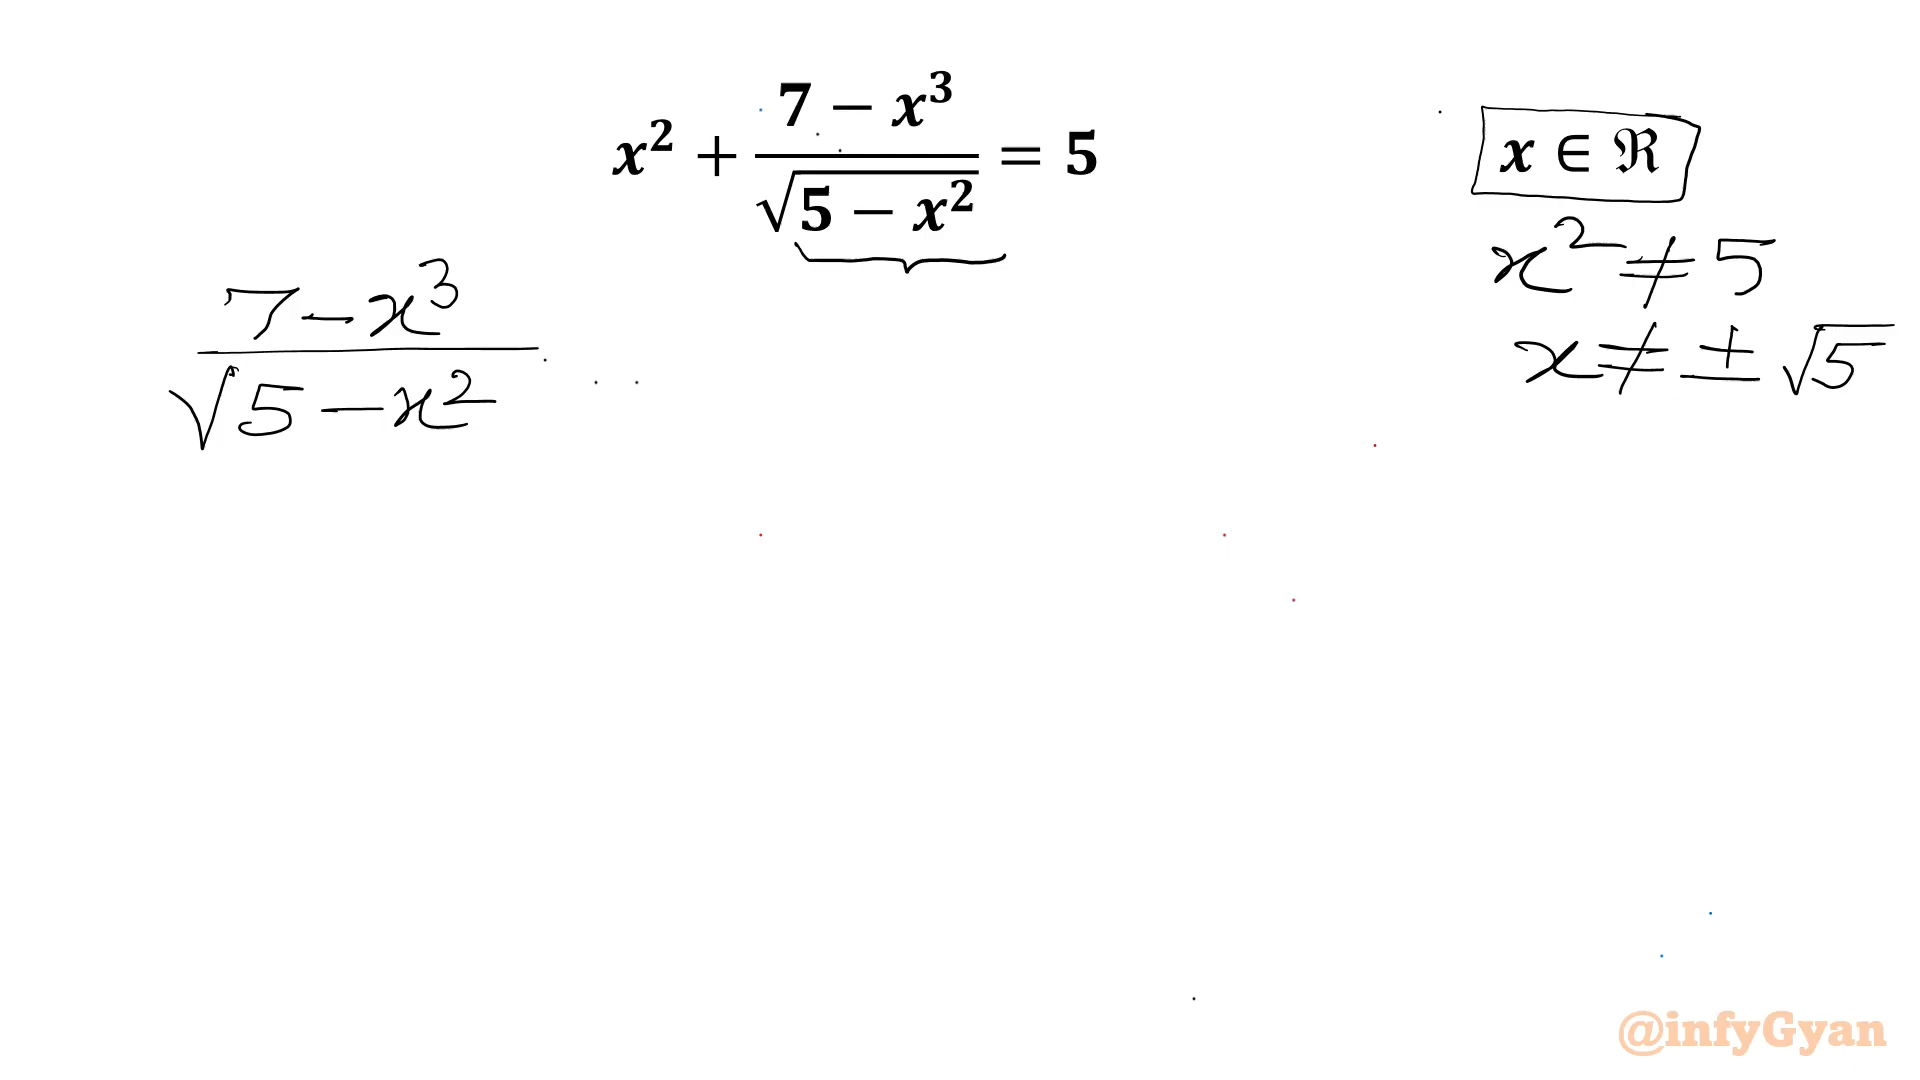 x² + (7 − x³)/√(5 − x²) = 5
x ∈ ℜ
x² ≠ 5
x ≠ ± √5
7 − x³
√5 − x²
@infyGyan